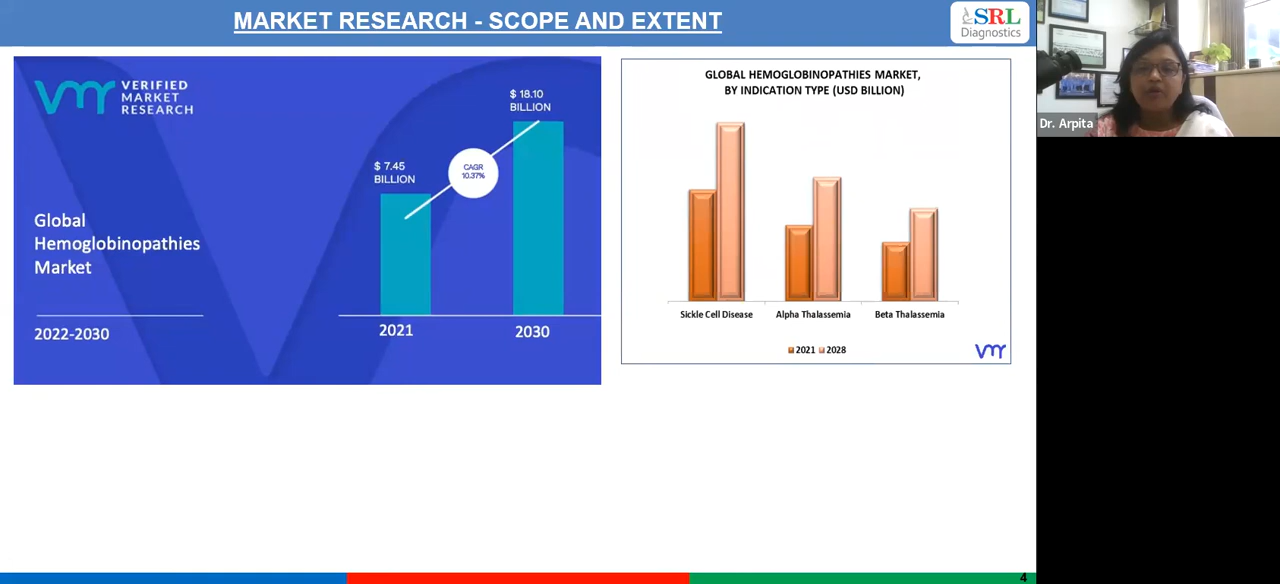 MARKET RESEARCH - SCOPE AND EXTENT
SRL
Diagnostics
Dr. Arpita
vmr
VERIFIED
MARKET
RESEARCH
Global
Hemoglobinopathies
Market
2022-2030
$ 7.45
BILLION
CAGR
10.37%
$ 18.10
BILLION
2021
2030
GLOBAL HEMOGLOBINOPATHIES MARKET,
BY INDICATION TYPE (USD BILLION)
Sickle Cell Disease
Alpha Thalassemia
Beta Thalassemia
2021
2028
vmr
4